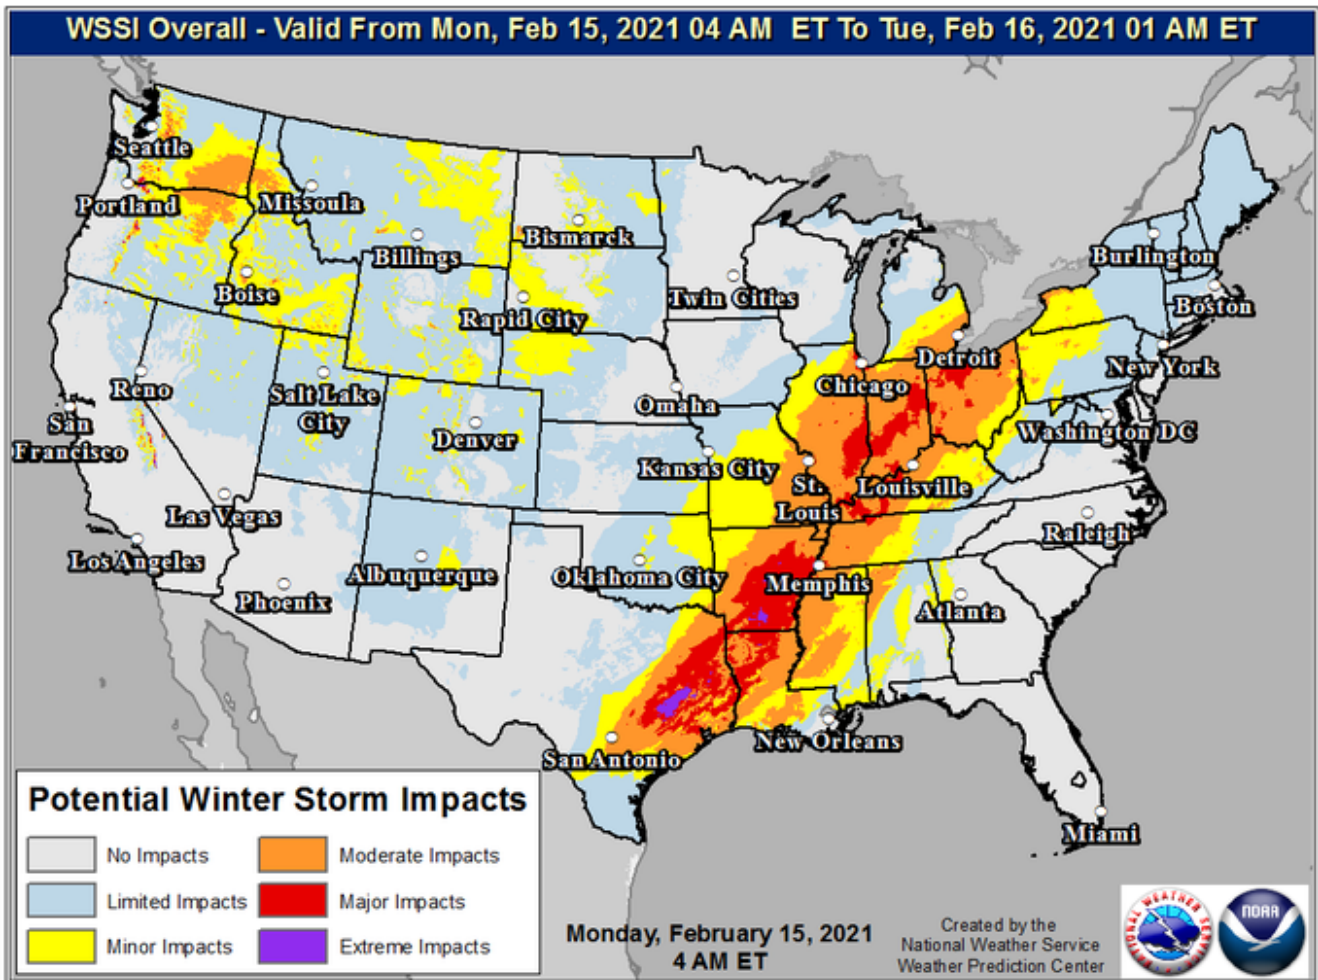 WSSI Overall - Valid From Mon, Feb 15, 2021 04 AM ET To Tue, Feb 16, 2021 01 AM ET
Seattle
Portland
Missoula
Billings
Bismarck
Boise
Rapid City
Twin Cities
Burlington
Boston
Detroit
New York
Chicago
Reno
Salt Lake
City
Omaha
San
Francisco
Denver
Washington DC
Kansas City
St.
Louis
Louisville
Las Vegas
Raleigh
Los Angeles
Albuquerque
Oklahoma City
Memphis
Phoenix
Atlanta
New Orleans
San Antonio
Miami
Potential Winter Storm Impacts
No Impacts
Moderate Impacts
Limited Impacts
Major Impacts
Minor Impacts
Extreme Impacts
Monday, February 15, 2021
4 AM ET
Created by the
National Weather Service
Weather Prediction Center
NATIONAL WEATHER SERVICE
NOAA